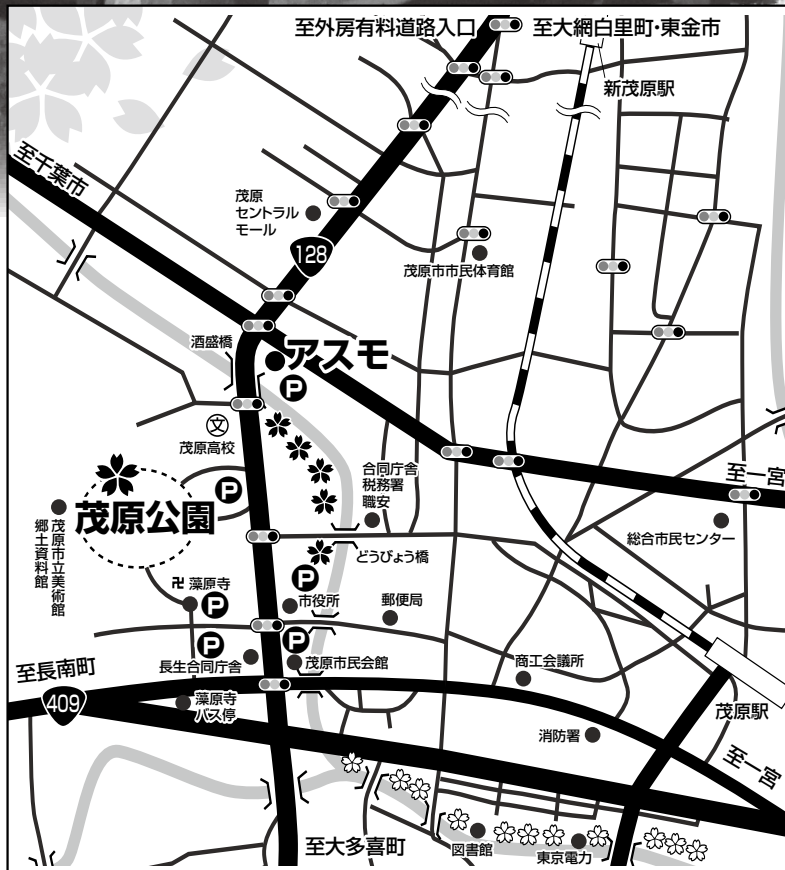 至外房有料道路入口
至大網白里町・東金市
新茂原駅
至千葉市
茂原
セントラル
モール
128
茂原市市民体育館
酒盛橋
アスモ
P
文
茂原高校
合同庁舎
税務署
職安
至一宮
P
茂原公園
総合市民センター
茂原市立美術館
郷土資料館
どうびょう橋
卍 藻原寺
P
P
市役所
郵便局
P
P
長生合同庁舎
茂原市民会館
商工会議所
至長南町
409
藻原寺
バス停
茂原駅
消防署
至一宮
至大多喜町
図書館
東京電力